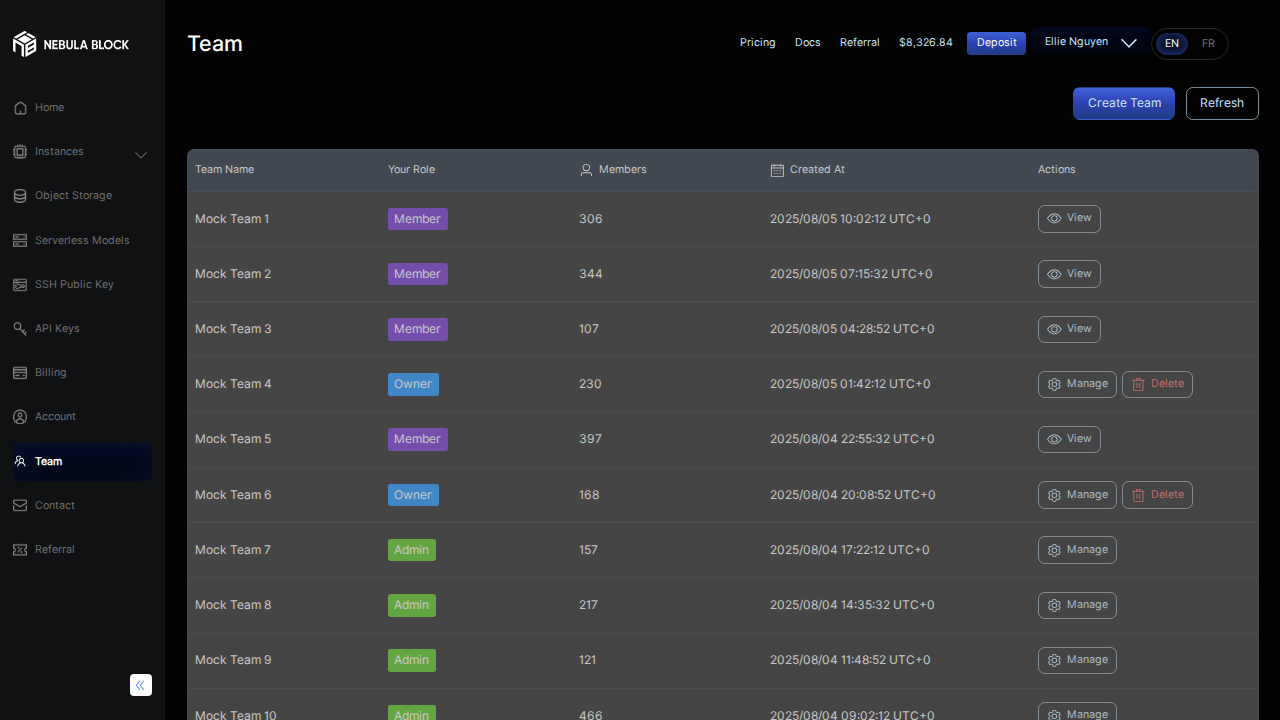 NEBULA BLOCK
Home
Instances
Object Storage
Serverless Models
SSH Public Key
API Keys
Billing
Account
Team
Contact
Referral
Team
Pricing Docs Referral $8,326.84 Deposit Ellie Nguyen EN FR
Create Team Refresh
Team Name Your Role Members Created At Actions
Mock Team 1 Member 306 2025/08/05 10:02:12 UTC+0 View
Mock Team 2 Member 344 2025/08/05 07:15:32 UTC+0 View
Mock Team 3 Member 107 2025/08/05 04:28:52 UTC+0 View
Mock Team 4 Owner 230 2025/08/05 01:42:12 UTC+0 Manage Delete
Mock Team 5 Member 397 2025/08/04 22:55:32 UTC+0 View
Mock Team 6 Owner 168 2025/08/04 20:08:52 UTC+0 Manage Delete
Mock Team 7 Admin 157 2025/08/04 17:22:12 UTC+0 Manage
Mock Team 8 Admin 217 2025/08/04 14:35:32 UTC+0 Manage
Mock Team 9 Admin 121 2025/08/04 11:48:52 UTC+0 Manage
Mock Team 10 Admin 466 2025/08/04 09:02:12 UTC+0 Manage